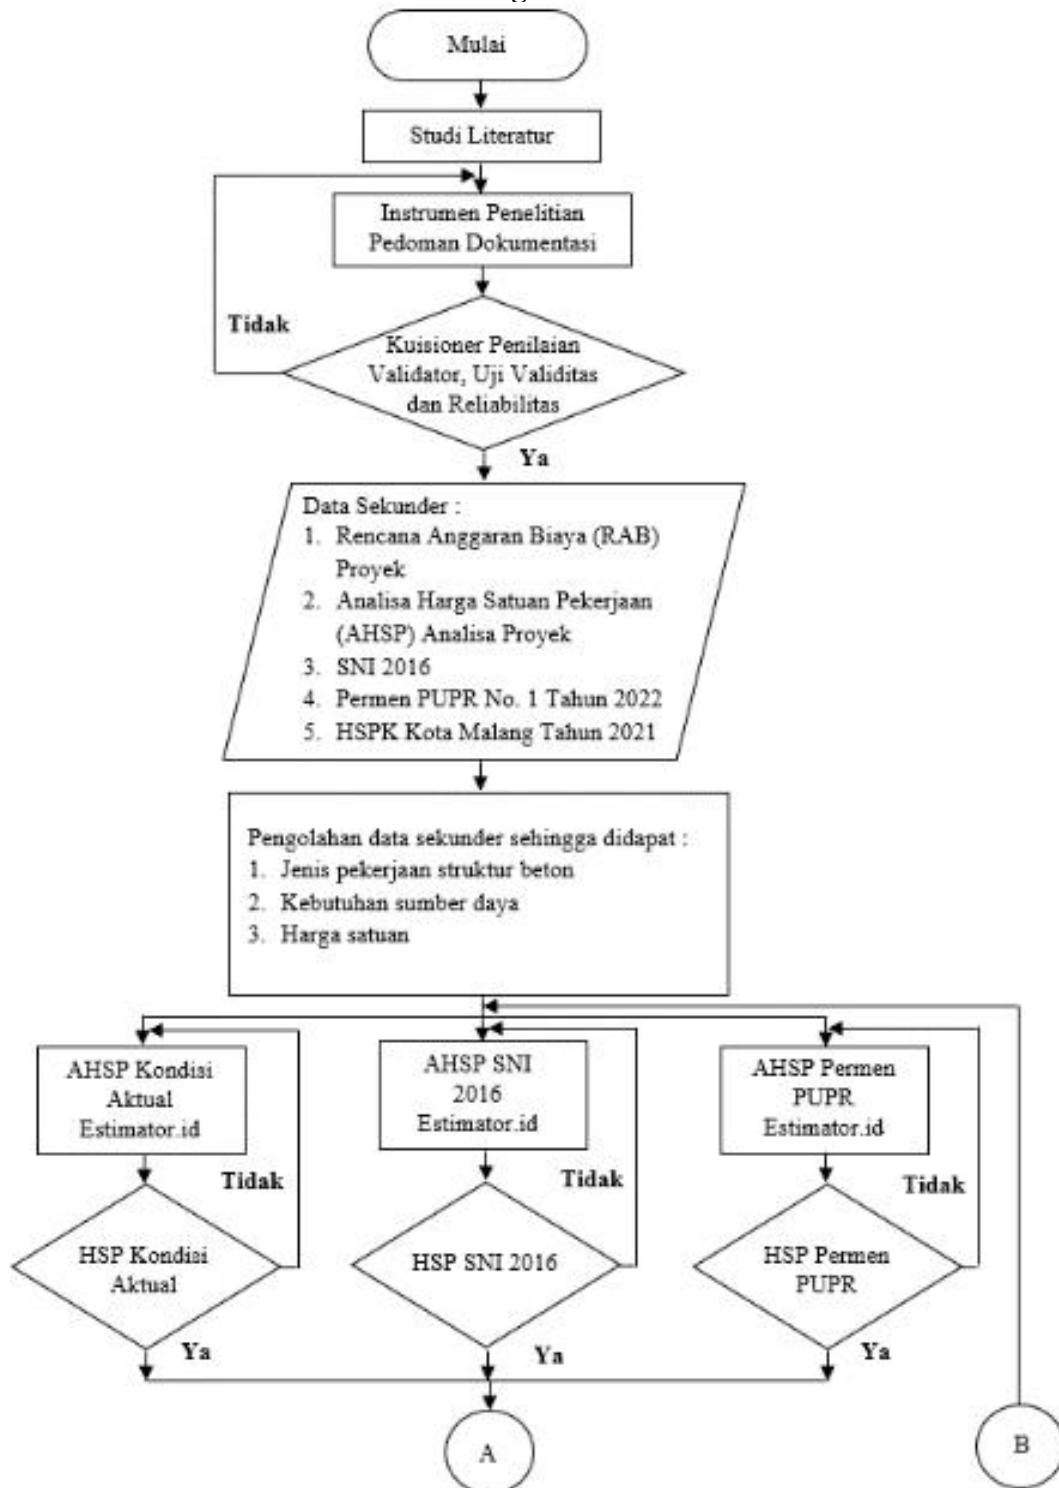 Mulai
Studi Literatur
Instrumen Penelitian
Pedoman Dokumentasi
Tidak
Kuisioner Penilaian
Validator, Uji Validitas
dan Reliabilitas
Ya
Data Sekunder :
1. Rencana Anggaran Biaya (RAB)
Proyek
2. Analisa Harga Satuan Pekerjaan
(AHSP) Analisa Proyek
3. SNI 2016
4. Permen PUPR No. 1 Tahun 2022
5. HSPK Kota Malang Tahun 2021
Pengolahan data sekunder sehingga didapat :
1. Jenis pekerjaan struktur beton
2. Kebutuhan sumber daya
3. Harga satuan
AHSP Kondisi
Aktual
Estimator.id
Tidak
HSP Kondisi
Aktual
Ya
AHSP SNI
2016
Estimator.id
Tidak
HSP SNI 2016
Ya
AHSP Permen
PUPR
Estimator.id
Tidak
HSP Permen
PUPR
Ya
A
B